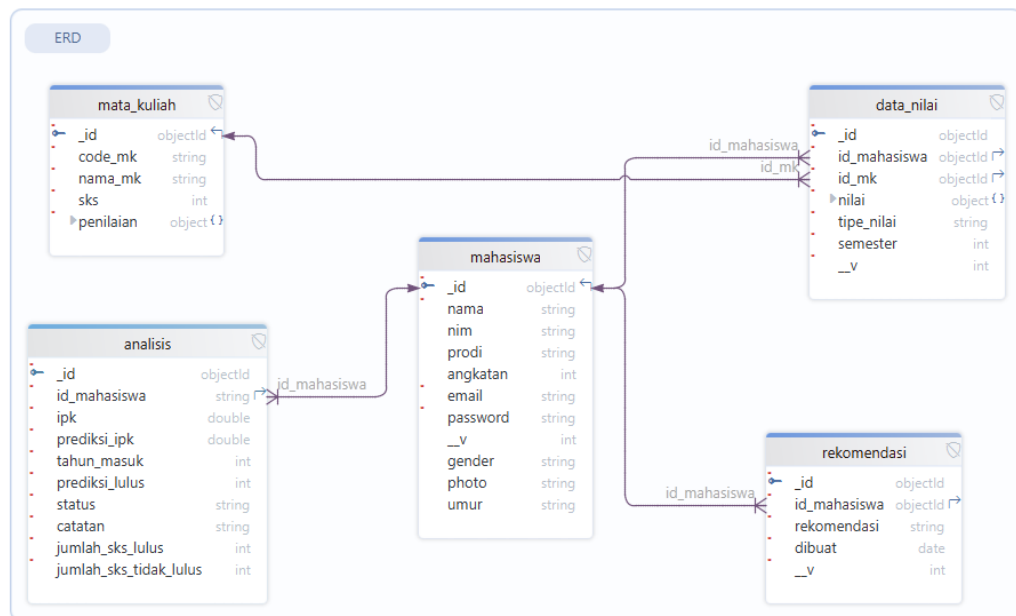 ERD
mata_kuliah
_id objectId
code_mk string
nama_mk string
sks int
penilaian object { }
data_nilai
_id objectId
id_mahasiswa objectId
id_mk objectId
nilai object { }
tipe_nilai string
semester int
__v int
id_mahasiswa
id_mk
mahasiswa
_id objectId
nama string
nim string
prodi string
angkatan int
email string
password string
__v int
gender string
photo string
umur string
analisis
_id objectId
id_mahasiswa string
ipk double
prediksi_ipk double
tahun_masuk int
prediksi_lulus int
status string
catatan string
jumlah_sks_lulus int
jumlah_sks_tidak_lulus int
id_mahasiswa
rekomendasi
_id objectId
id_mahasiswa objectId
rekomendasi string
dibuat date
__v int
id_mahasiswa